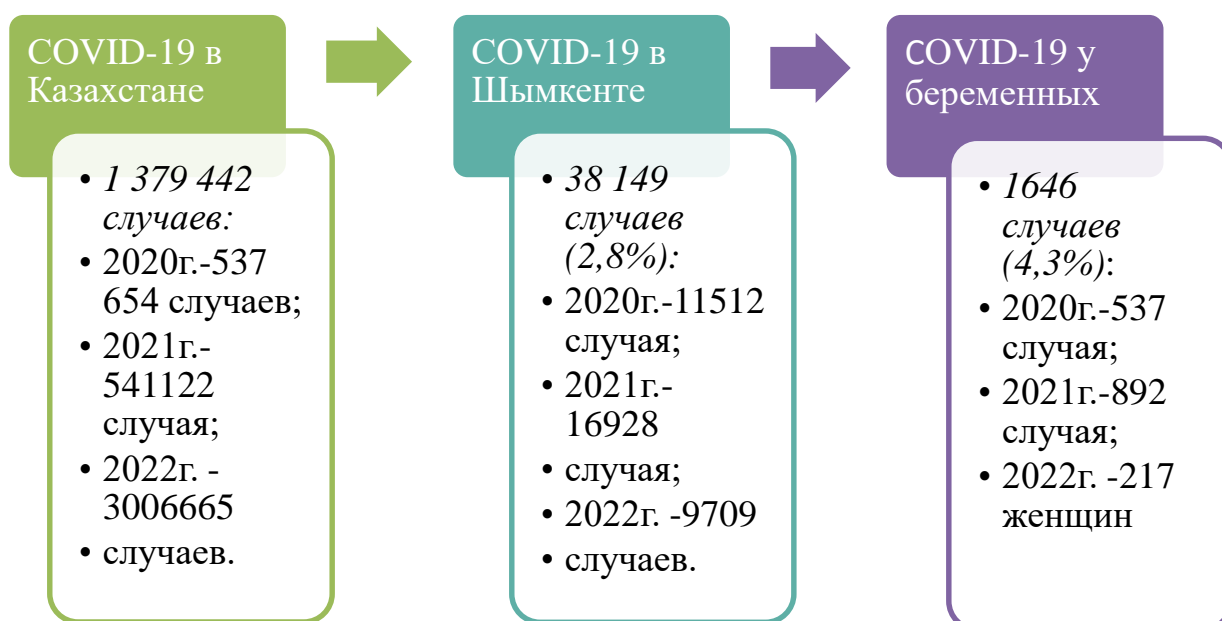 COVID-19 в
Казахстане
• 1 379 442
случаев:
• 2020г.-537
654 случаев;
• 2021г.-
541122
случая;
• 2022г. -
3006665
• случаев.
COVID-19 в
Шымкенте
• 38 149
случаев
(2,8%):
• 2020г.-11512
случая;
• 2021г.-
16928
• случая;
• 2022г. -9709
• случаев.
COVID-19 у
беременных
• 1646
случаев
(4,3%):
• 2020г.-537
случая;
• 2021г.-892
случая;
• 2022г. -217
женщин